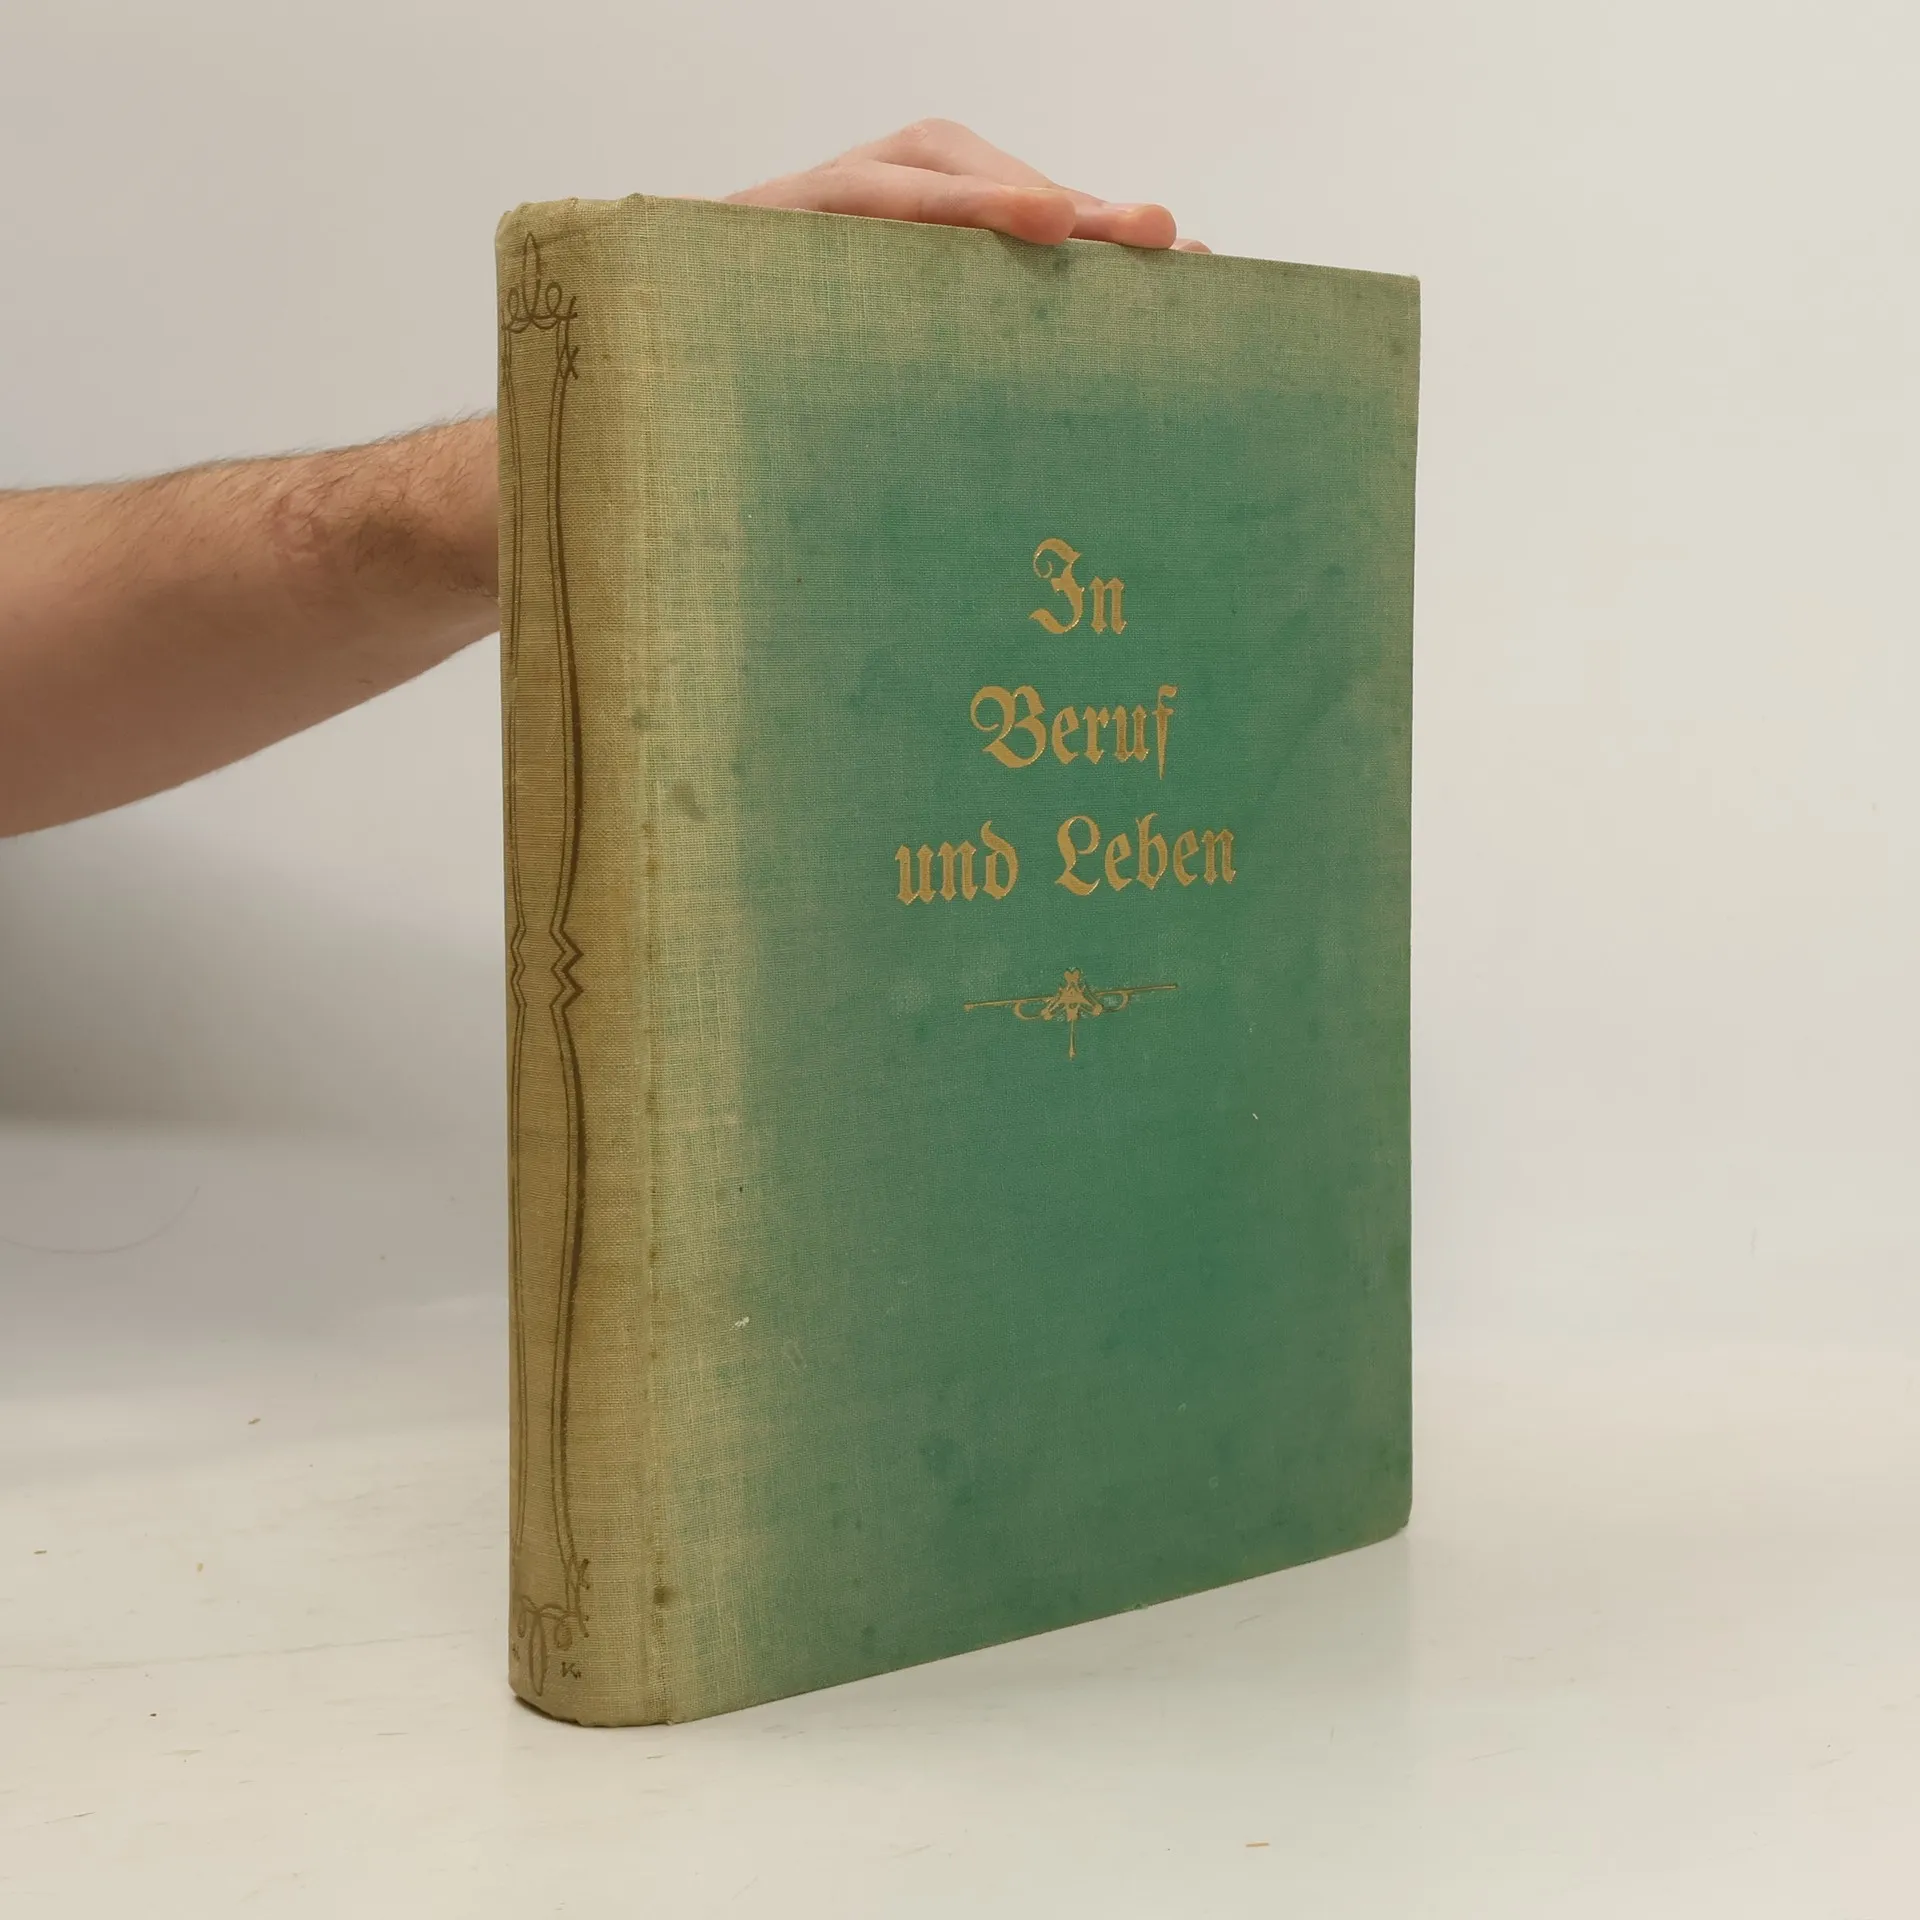 In
Beruf
und Leben
K.